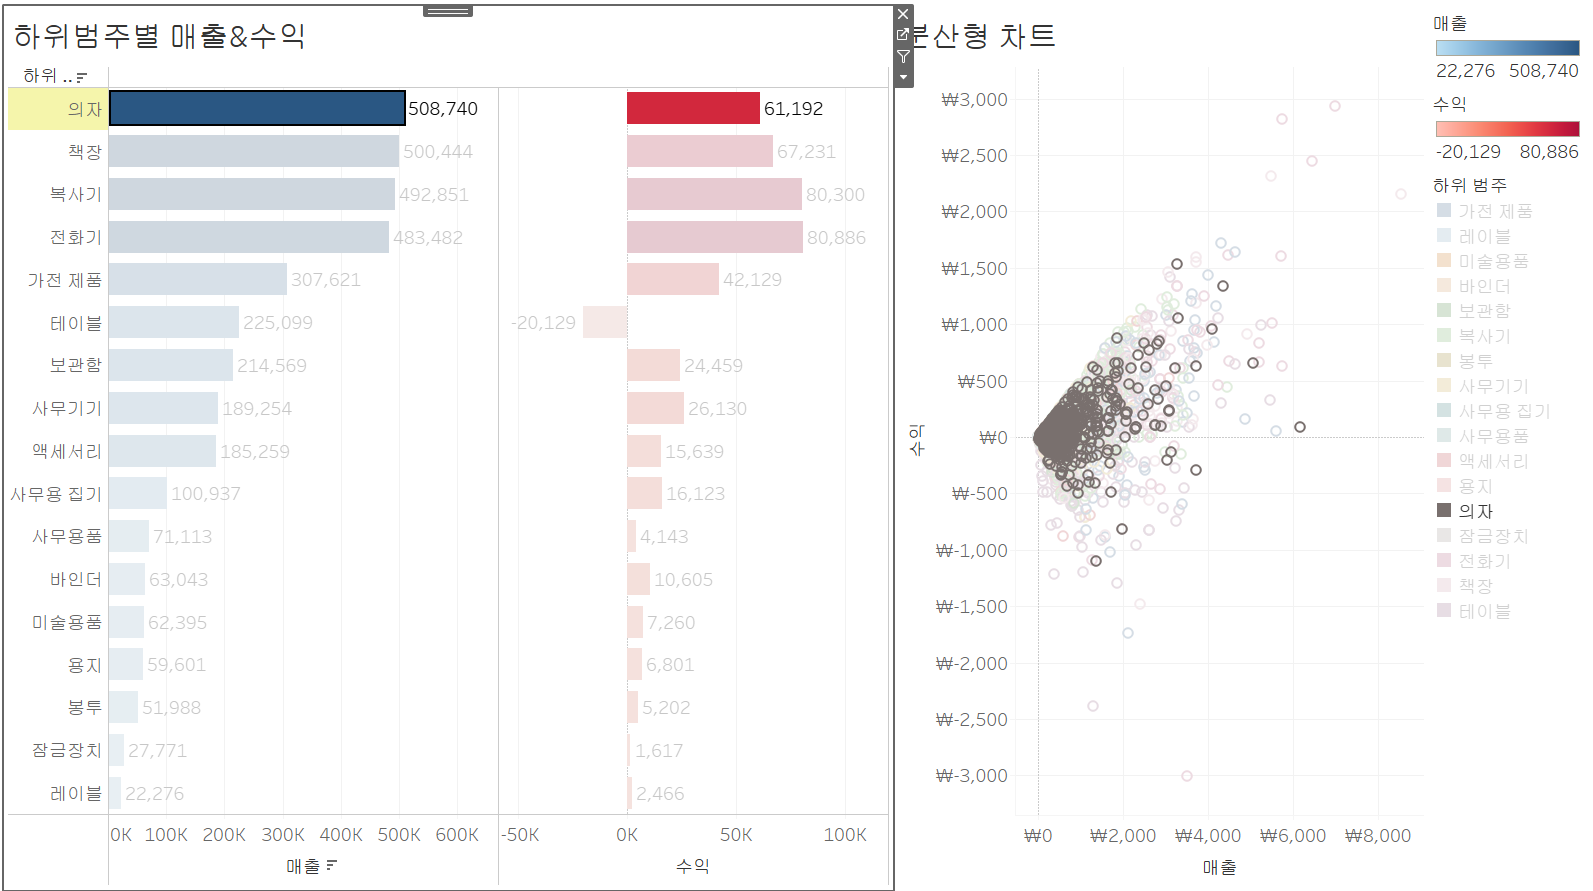 하위범주별 매출&수익
하위 ..
의자 508,740 61,192
책장 500,444 67,231
복사기 492,851 80,300
전화기 483,482 80,886
가전 제품 307,621 42,129
테이블 225,099 -20,129
보관함 214,569 24,459
사무기기 189,254 26,130
액세서리 185,259 15,639
사무용 집기 100,937 16,123
사무용품 71,113 4,143
바인더 63,043 10,605
미술용품 62,395 7,260
용지 59,601 6,801
봉투 51,988 5,202
잠금장치 27,771 1,617
레이블 22,276 2,466
0K 100K 200K 300K 400K 500K 600K -50K 0K 50K 100K
매출 수익
분산형 차트
₩3,000
₩2,500
₩2,000
₩1,500
₩1,000
₩500
₩0
₩-500
₩-1,000
₩-1,500
₩-2,000
₩-2,500
₩-3,000
수익
₩0 ₩2,000 ₩4,000 ₩6,000 ₩8,000
매출
매출
22,276 508,740
수익
-20,129 80,886
하위 범주
가전 제품
레이블
미술용품
바인더
보관함
복사기
봉투
사무기기
사무용 집기
사무용품
액세서리
용지
의자
잠금장치
전화기
책장
테이블